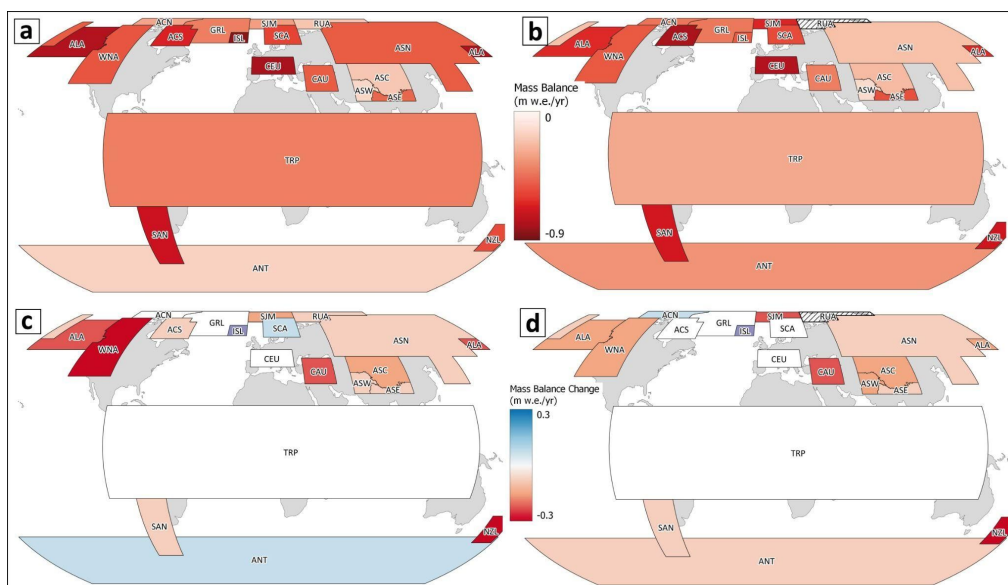 a
ACN
SJM
RUA
ALA
WNA
ACS
GRL
ISL
SCA
ASN
ALA
CEU
CAU
ASC
ASW
ASE
TRP
SAN
NZL
ANT
Mass Balance
(m w.e./yr)
0
-0.9
b
ACN
SJM
RUA
ALA
WNA
ACS
GRL
ISL
SCA
ASN
ALA
CEU
CAU
ASC
ASW
ASE
TRP
SAN
NZL
ANT
c
ACN
SJM
RUA
ALA
WNA
ACS
GRL
ISL
SCA
ASN
ALA
CEU
CAU
ASC
ASW
ASE
TRP
SAN
NZL
ANT
Mass Balance Change
(m w.e./yr)
0.3
-0.3
d
ACN
SJM
RUA
ALA
WNA
ACS
GRL
ISL
SCA
ASN
ALA
CEU
CAU
ASC
ASW
ASE
TRP
SAN
NZL
ANT